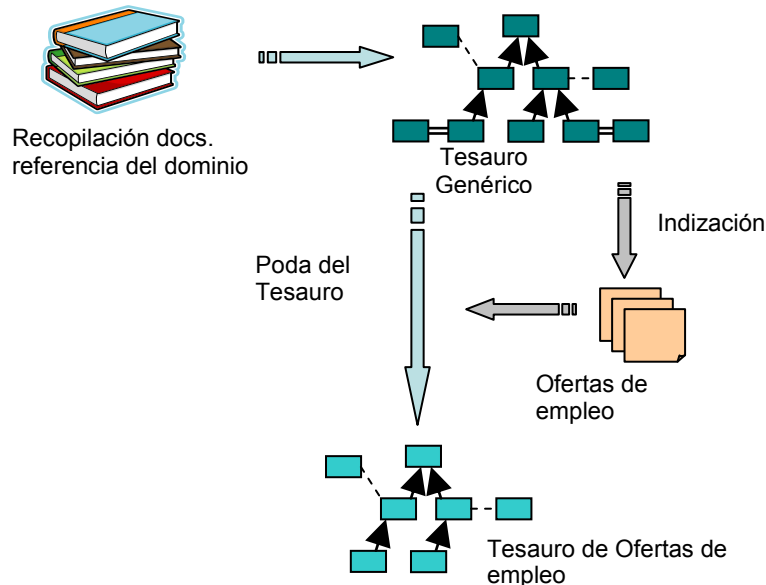 Recopilación docs.
referencia del dominio
Tesauro
Genérico
Indización
Poda del
Tesauro
Ofertas de
empleo
Tesauro de Ofertas de
empleo